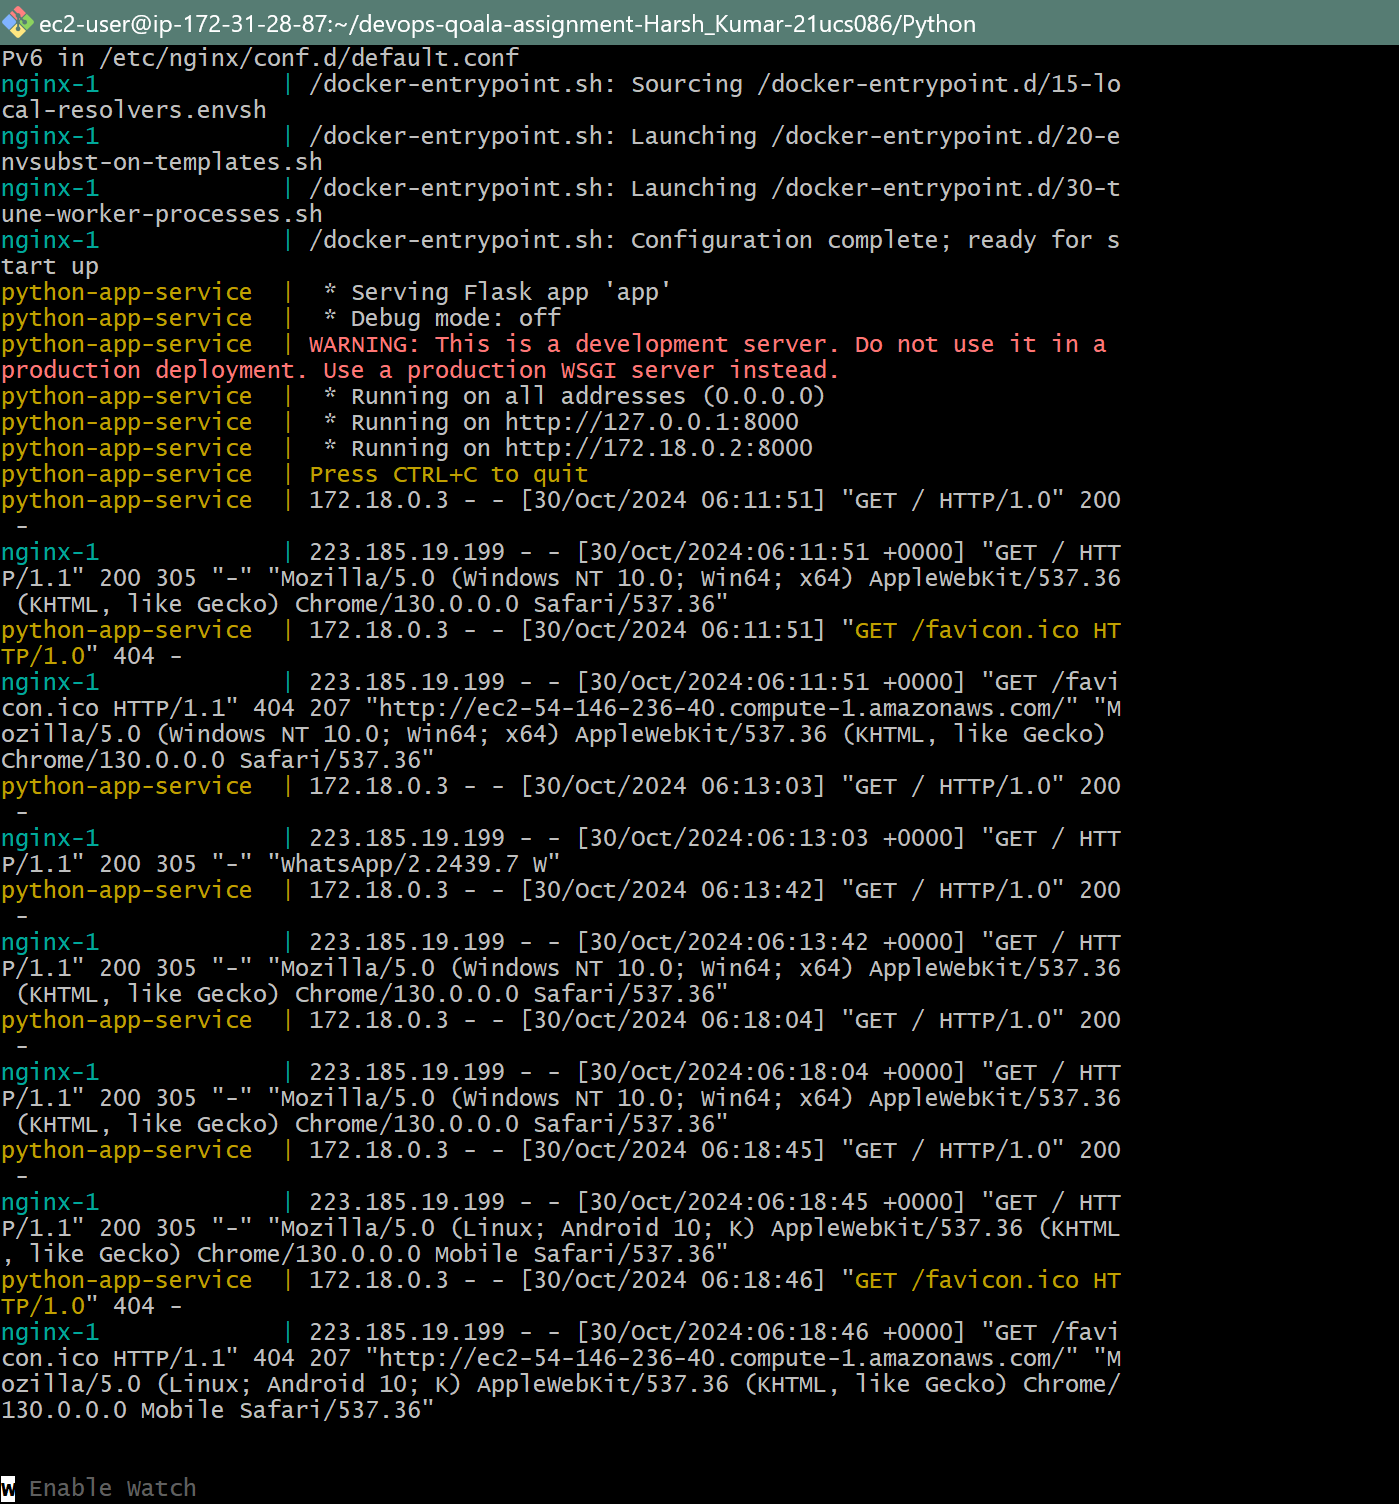 ec2-user@ip-172-31-28-87:~/devops-qoala-assignment-Harsh_Kumar-21ucs086/Python
Pv6 in /etc/nginx/conf.d/default.conf
nginx-1             | /docker-entrypoint.sh: Sourcing /docker-entrypoint.d/15-lo
cal-resolvers.envsh
nginx-1             | /docker-entrypoint.sh: Launching /docker-entrypoint.d/20-e
nvsubst-on-templates.sh
nginx-1             | /docker-entrypoint.sh: Launching /docker-entrypoint.d/30-t
une-worker-processes.sh
nginx-1             | /docker-entrypoint.sh: Configuration complete; ready for s
tart up
python-app-service  |  * Serving Flask app 'app'
python-app-service  |  * Debug mode: off
python-app-service  | WARNING: This is a development server. Do not use it in a
production deployment. Use a production WSGI server instead.
python-app-service  |  * Running on all addresses (0.0.0.0)
python-app-service  |  * Running on http://127.0.0.1:8000
python-app-service  |  * Running on http://172.18.0.2:8000
python-app-service  | Press CTRL+C to quit
python-app-service  | 172.18.0.3 - - [30/Oct/2024 06:11:51] "GET / HTTP/1.0" 200
 -
nginx-1             | 223.185.19.199 - - [30/Oct/2024:06:11:51 +0000] "GET / HTT
P/1.1" 200 305 "-" "Mozilla/5.0 (Windows NT 10.0; Win64; x64) AppleWebKit/537.36
 (KHTML, like Gecko) Chrome/130.0.0.0 Safari/537.36"
python-app-service  | 172.18.0.3 - - [30/Oct/2024 06:11:51] "GET /favicon.ico HT
TP/1.0" 404 -
nginx-1             | 223.185.19.199 - - [30/Oct/2024:06:11:51 +0000] "GET /favi
con.ico HTTP/1.1" 404 207 "http://ec2-54-146-236-40.compute-1.amazonaws.com/" "M
ozilla/5.0 (Windows NT 10.0; Win64; x64) AppleWebKit/537.36 (KHTML, like Gecko)
Chrome/130.0.0.0 Safari/537.36"
python-app-service  | 172.18.0.3 - - [30/Oct/2024 06:13:03] "GET / HTTP/1.0" 200
 -
nginx-1             | 223.185.19.199 - - [30/Oct/2024:06:13:03 +0000] "GET / HTT
P/1.1" 200 305 "-" "WhatsApp/2.2439.7 W"
python-app-service  | 172.18.0.3 - - [30/Oct/2024 06:13:42] "GET / HTTP/1.0" 200
 -
nginx-1             | 223.185.19.199 - - [30/Oct/2024:06:13:42 +0000] "GET / HTT
P/1.1" 200 305 "-" "Mozilla/5.0 (Windows NT 10.0; Win64; x64) AppleWebKit/537.36
 (KHTML, like Gecko) Chrome/130.0.0.0 Safari/537.36"
python-app-service  | 172.18.0.3 - - [30/Oct/2024 06:18:04] "GET / HTTP/1.0" 200
 -
nginx-1             | 223.185.19.199 - - [30/Oct/2024:06:18:04 +0000] "GET / HTT
P/1.1" 200 305 "-" "Mozilla/5.0 (Windows NT 10.0; Win64; x64) AppleWebKit/537.36
 (KHTML, like Gecko) Chrome/130.0.0.0 Safari/537.36"
python-app-service  | 172.18.0.3 - - [30/Oct/2024 06:18:45] "GET / HTTP/1.0" 200
 -
nginx-1             | 223.185.19.199 - - [30/Oct/2024:06:18:45 +0000] "GET / HTT
P/1.1" 200 305 "-" "Mozilla/5.0 (Linux; Android 10; K) AppleWebKit/537.36 (KHTML
, like Gecko) Chrome/130.0.0.0 Mobile Safari/537.36"
python-app-service  | 172.18.0.3 - - [30/Oct/2024 06:18:46] "GET /favicon.ico HT
TP/1.0" 404 -
nginx-1             | 223.185.19.199 - - [30/Oct/2024:06:18:46 +0000] "GET /favi
con.ico HTTP/1.1" 404 207 "http://ec2-54-146-236-40.compute-1.amazonaws.com/" "M
ozilla/5.0 (Linux; Android 10; K) AppleWebKit/537.36 (KHTML, like Gecko) Chrome/
130.0.0.0 Mobile Safari/537.36"
w Enable Watch